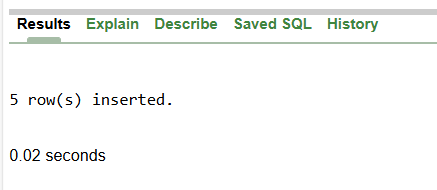 Results Explain Describe Saved SQL History
5 row(s) inserted.
0.02 seconds